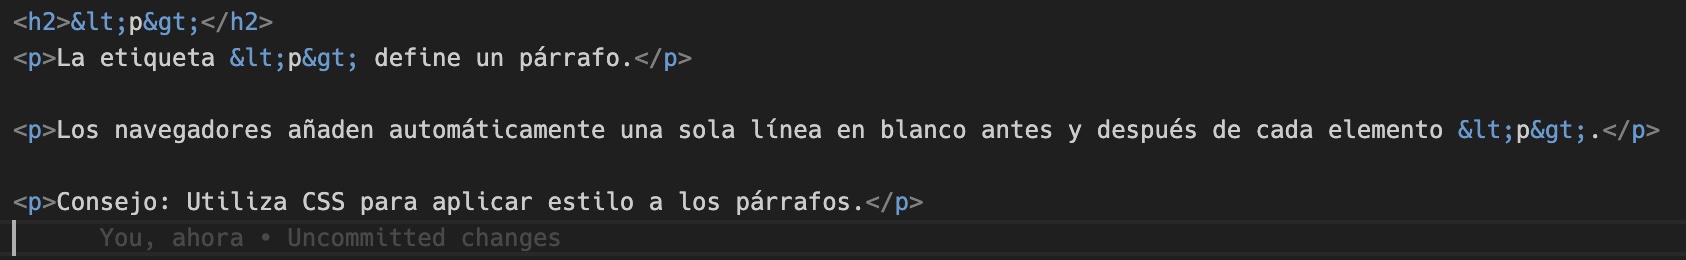 <h2>&lt;p&gt;</h2>
<p>La etiqueta &lt;p&gt; define un párrafo.</p>
<p>Los navegadores añaden automáticamente una sola línea en blanco antes y después de cada elemento &lt;p&gt;.</p>
<p>Consejo: Utiliza CSS para aplicar estilo a los párrafos.</p>
You, ahora • Uncommitted changes